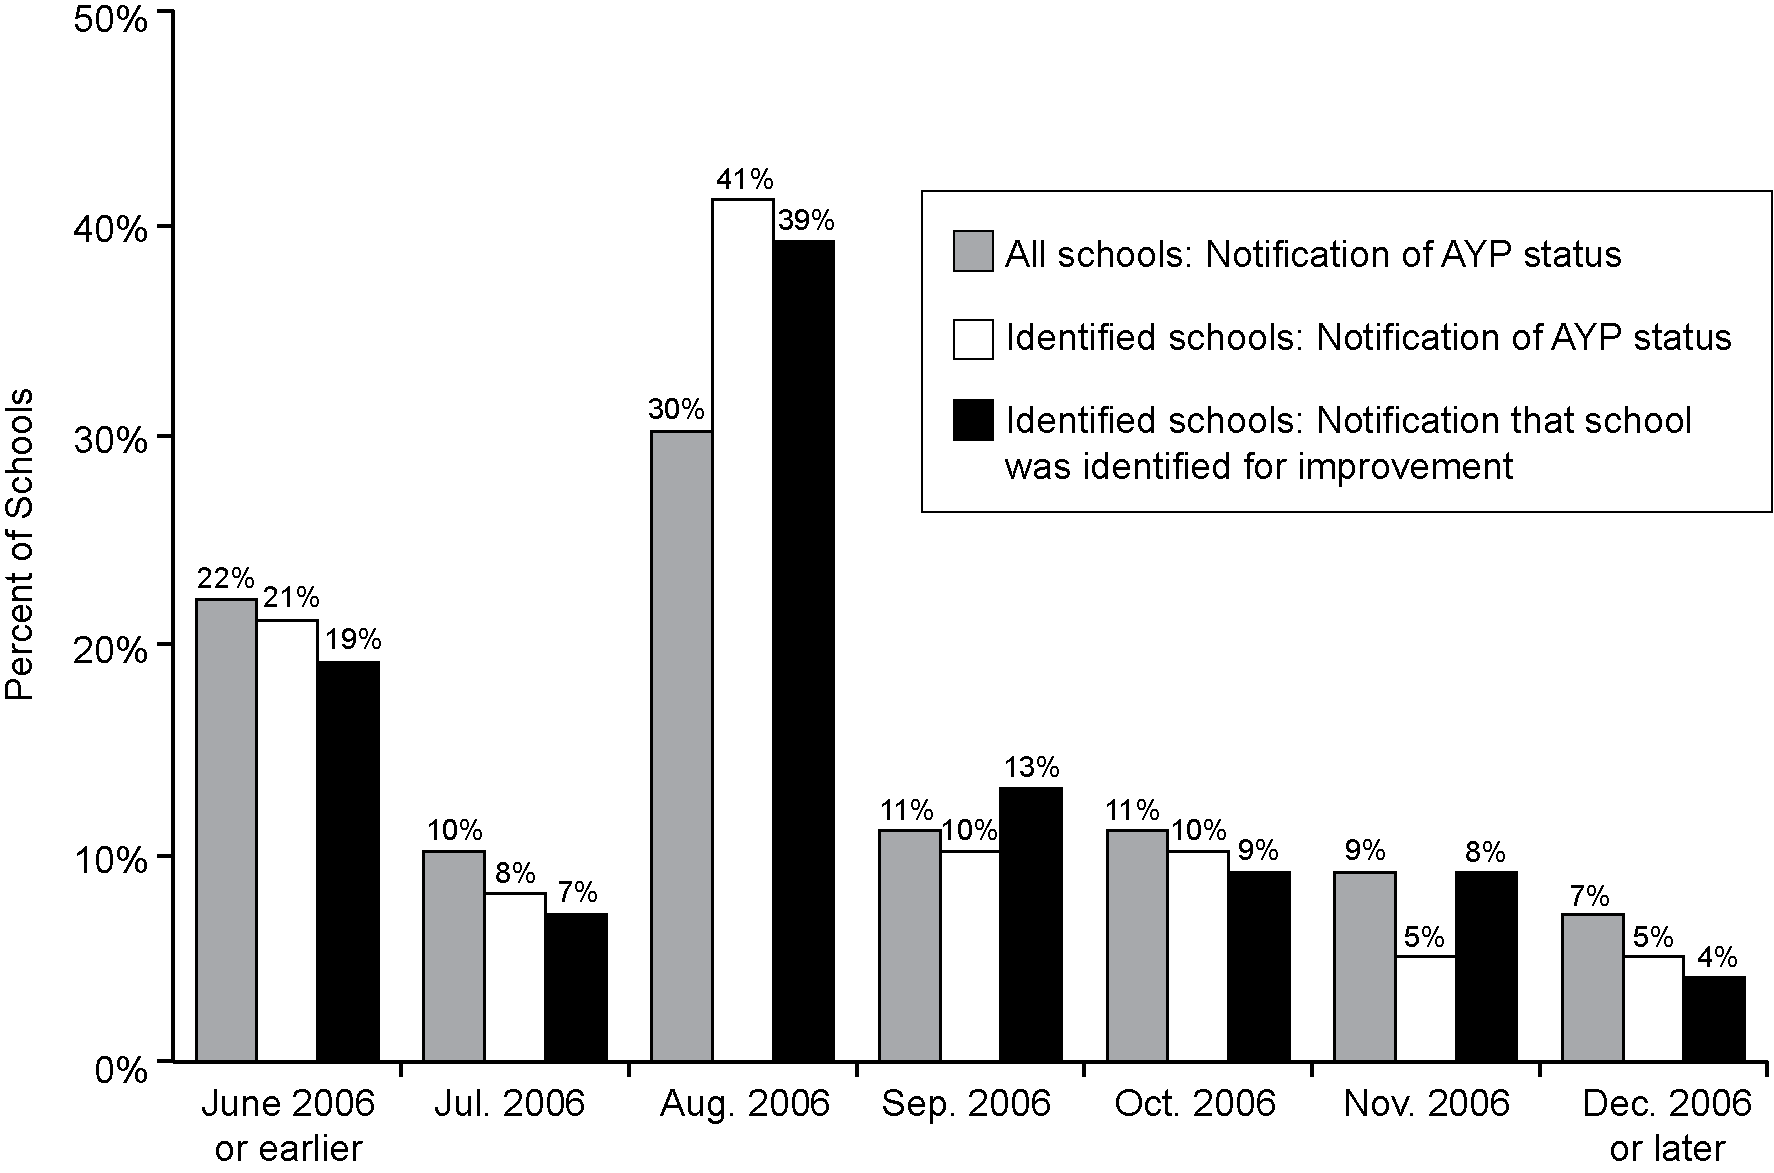 50%
40%
30%
20%
10%
0%
Percent of Schools
22%
21%
19%
10%
8%
7%
30%
41%
39%
11%
10%
13%
11%
10%
9%
9%
5%
8%
7%
5%
4%
All schools: Notification of AYP status
Identified schools: Notification of AYP status
Identified schools: Notification that school
was identified for improvement
June 2006
or earlier
Jul. 2006
Aug. 2006
Sep. 2006
Oct. 2006
Nov. 2006
Dec. 2006
or later